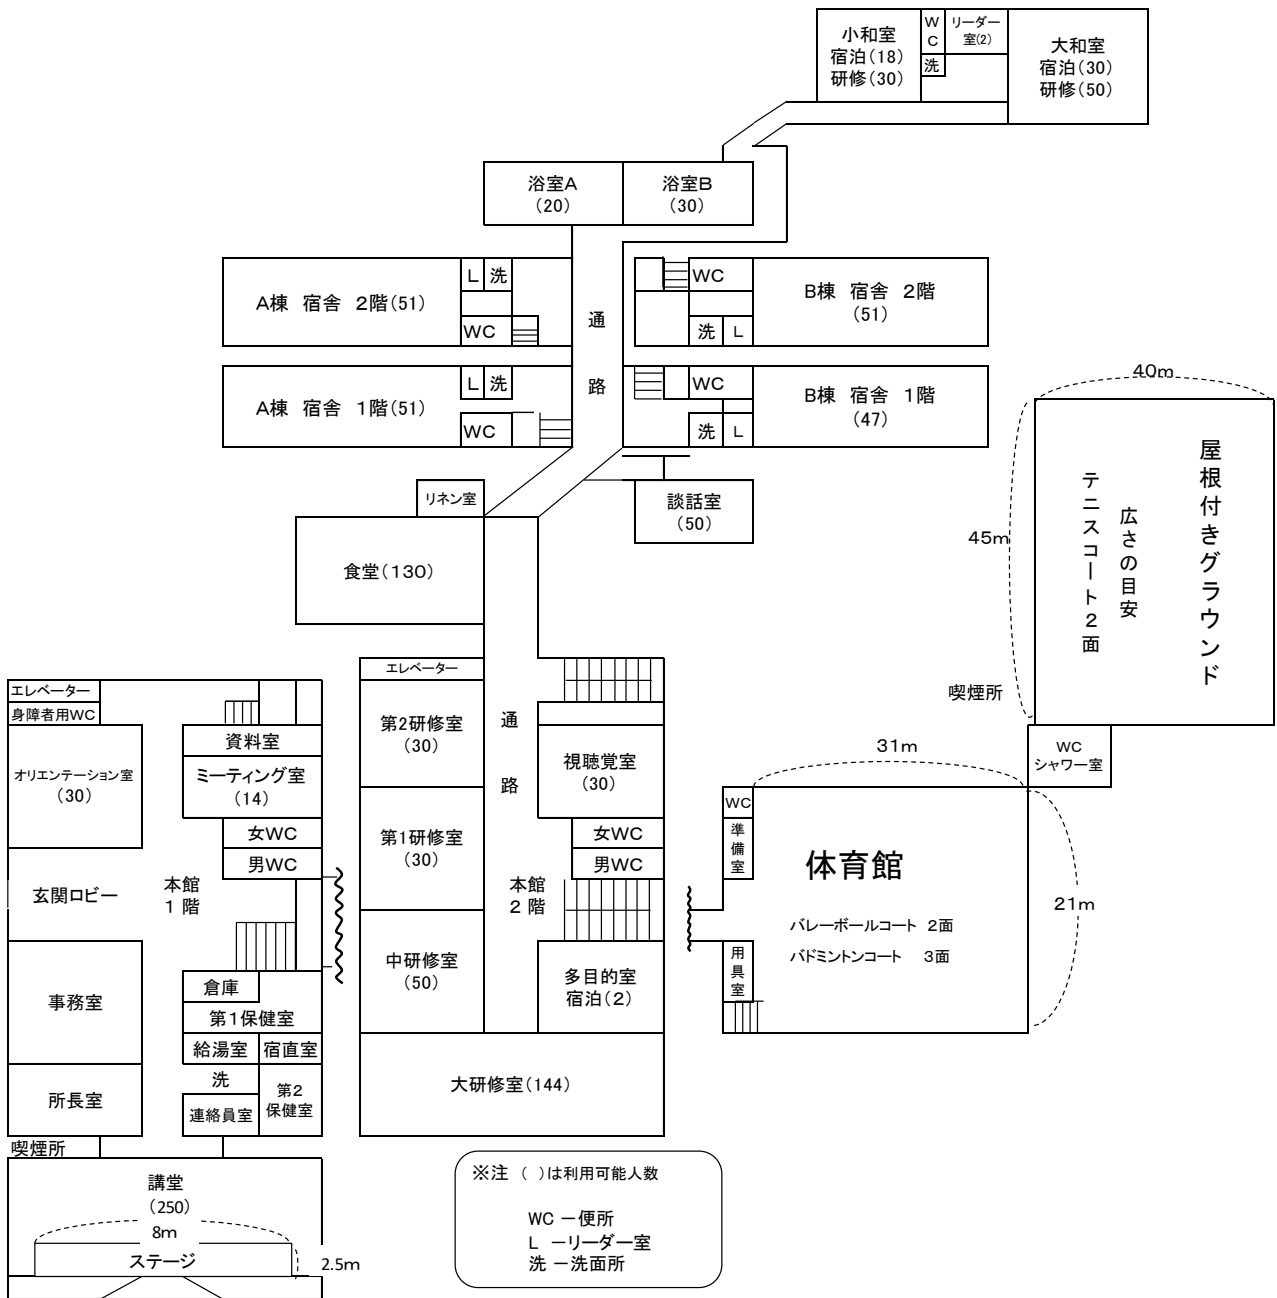 小和室
宿泊(18)
研修(30)
WC
洗
リーダー
室(2)
大和室
宿泊(30)
研修(50)
浴室A
(20)
浴室B
(30)
A棟 宿舎 2階(51)
L 洗
WC
通路
WC
洗 L
B棟 宿舎 2階
(51)
A棟 宿舎 1階(51)
L 洗
WC
WC
洗 L
B棟 宿舎 1階
(47)
リネン室
談話室
(50)
食堂(130)
40m
45m
屋根付きグラウンド
広さの目安
テニスコート2面
喫煙所
WC
シャワー室
エレベーター
身障者用WC
オリエンテーション室
(30)
資料室
ミーティング室
(14)
女WC
男WC
玄関ロビー
本館
1階
事務室
倉庫
第1保健室
給湯室
宿直室
洗
第2
保健室
連絡員室
所長室
喫煙所
講堂
(250)
8m
ステージ
2.5m
エレベーター
第2研修室
(30)
通路
視聴覚室
(30)
第1研修室
(30)
女WC
男WC
本館
2階
中研修室
(50)
多目的室
宿泊(2)
大研修室(144)
31m
WC
準備室
体育館
バレーボールコート 2面
バドミントンコート 3面
用具室
21m
※注 ( )は利用可能人数
WC -便所
L -リーダー室
洗 -洗面所